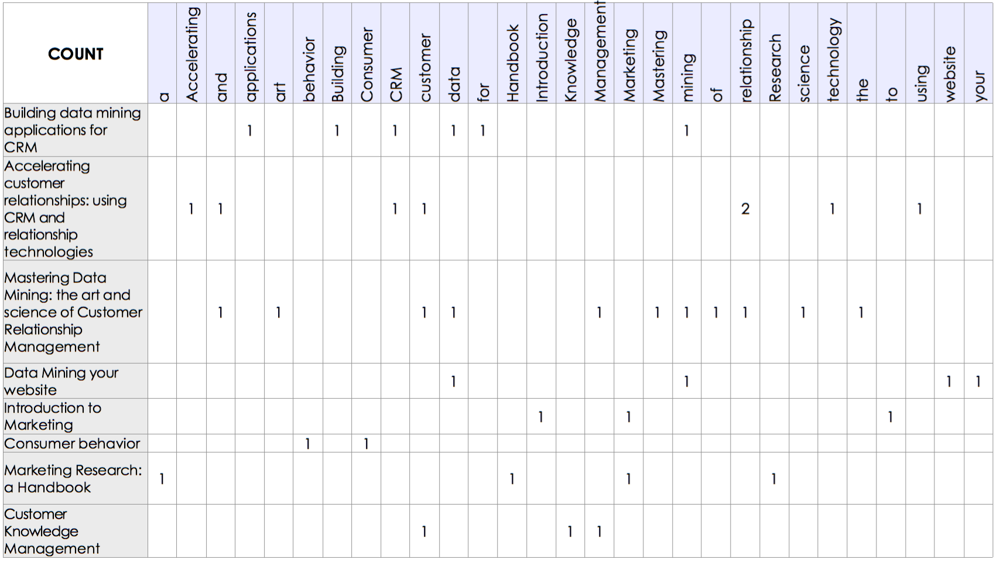 COUNT
a
Accelerating
and
applications
art
behavior
Building
Consumer
CRM
customer
data
for
Handbook
Introduction
Knowledge
Management
Marketing
Mastering
mining
of
relationship
Research
science
technology
the
to
using
website
your
Building data mining
applications for
CRM
1 1 1 1 1 1
Accelerating
customer
relationships: using
CRM and
relationship
technologies
1 1 1 1 2 1 1
Mastering Data
Mining: the art and
science of Customer
Relationship
Management
1 1 1 1 1 1 1 1 1 1 1
Data Mining your
website
1 1 1 1
Introduction to
Marketing
1 1 1
Consumer behavior
1 1
Marketing Research:
a Handbook
1 1 1 1
Customer
Knowledge
Management
1 1 1